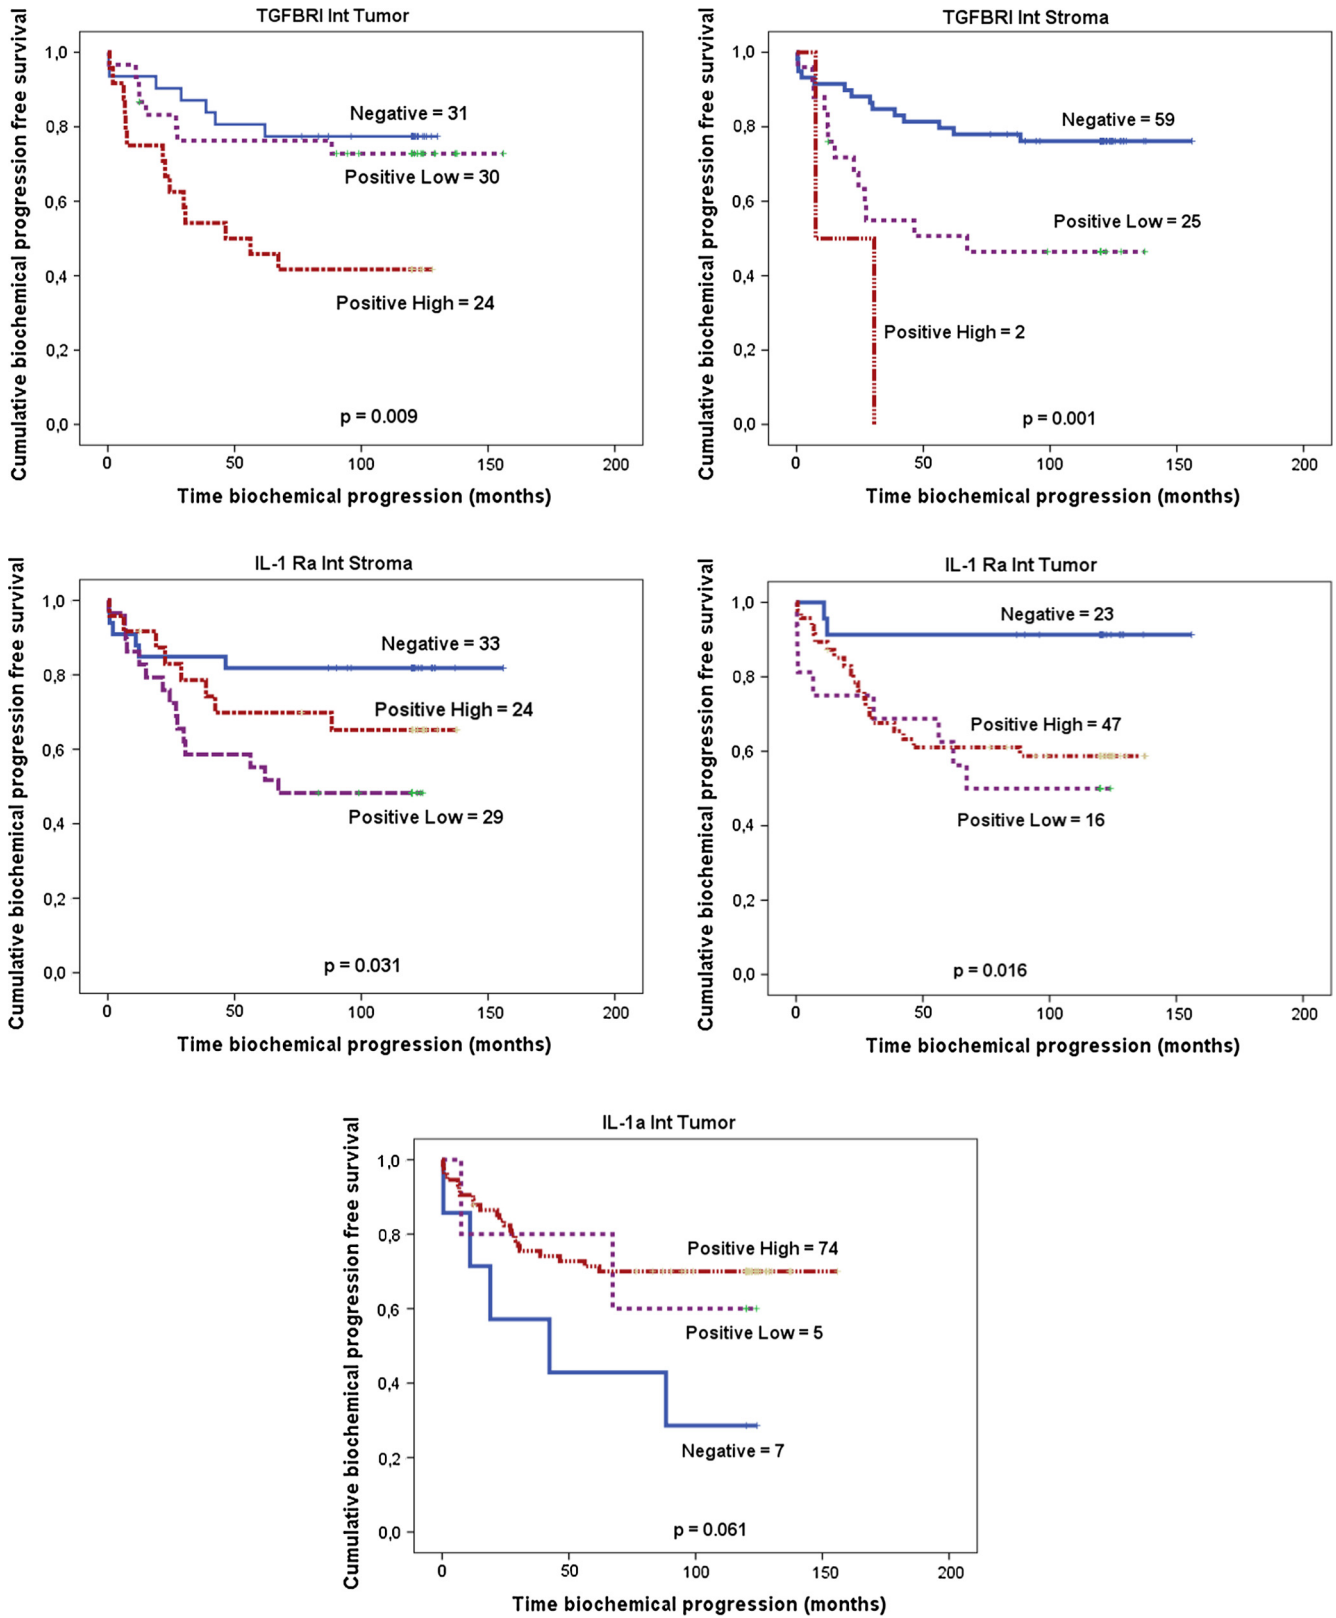 TGFBRI Int Tumor
Cumulative biochemical progression free survival
1,0
0,8
0,6
0,4
0,2
0,0
Negative = 31
Positive Low = 30
Positive High = 24
p = 0.009
0 50 100 150 200
Time biochemical progression (months)
TGFBRI Int Stroma
Cumulative biochemical progression free survival
1,0
0,8
0,6
0,4
0,2
0,0
Negative = 59
Positive Low = 25
Positive High = 2
p = 0.001
0 50 100 150 200
Time biochemical progression (months)
IL-1 Ra Int Stroma
Cumulative biochemical progression free survival
1,0
0,8
0,6
0,4
0,2
0,0
Negative = 33
Positive High = 24
Positive Low = 29
p = 0.031
0 50 100 150 200
Time biochemical progression (months)
IL-1 Ra Int Tumor
Cumulative biochemical progression free survival
1,0
0,8
0,6
0,4
0,2
0,0
Negative = 23
Positive High = 47
Positive Low = 16
p = 0.016
0 50 100 150 200
Time biochemical progression (months)
IL-1a Int Tumor
Cumulative biochemical progression free survival
1,0
0,8
0,6
0,4
0,2
0,0
Positive High = 74
Positive Low = 5
Negative = 7
p = 0.061
0 50 100 150 200
Time biochemical progression (months)